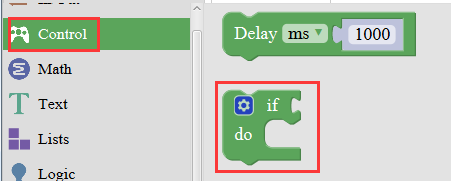 Control
Math
Text
Lists
Logic
Delay ms 1000
if
do